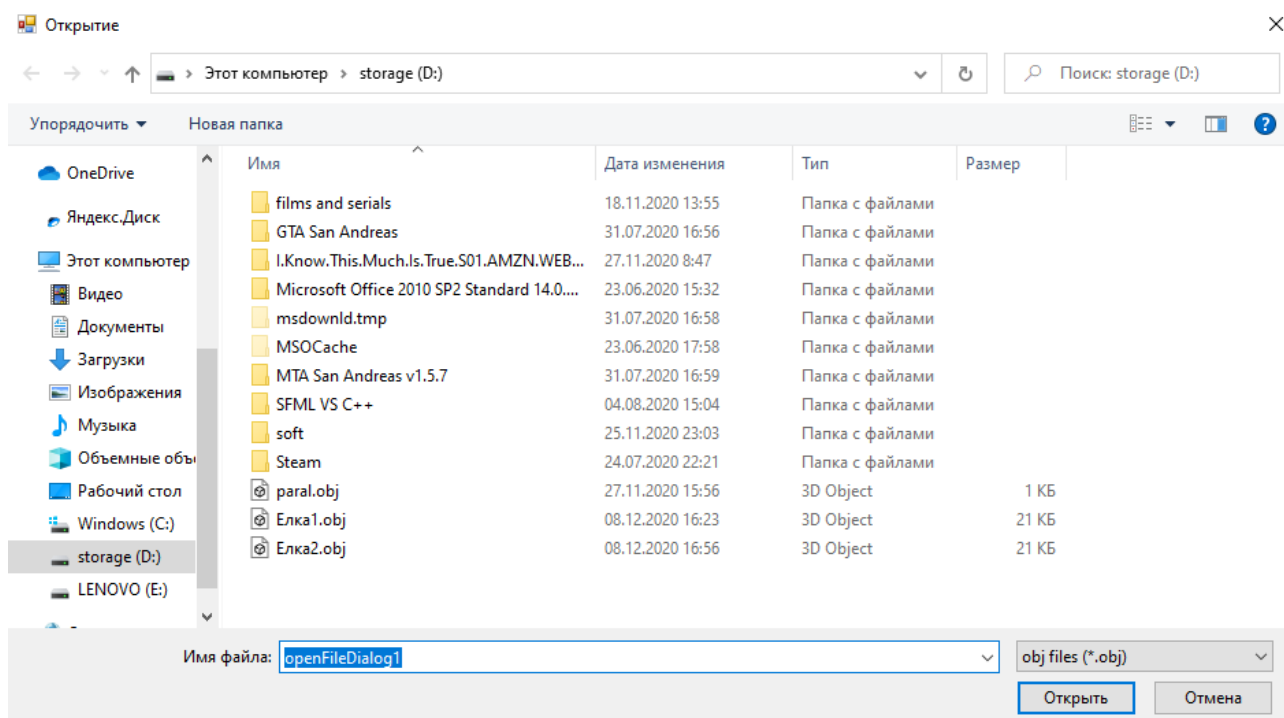 Открытие
Этот компьютер > storage (D:)
Поиск: storage (D:)
Упорядочить
Новая папка
OneDrive
Яндекс.Диск
Этот компьютер
Видео
Документы
Загрузки
Изображения
Музыка
Объемные объ
Рабочий стол
Windows (C:)
storage (D:)
LENOVO (E:)
Имя Дата изменения Тип Размер
films and serials 18.11.2020 13:55 Папка с файлами
GTA San Andreas 31.07.2020 16:56 Папка с файлами
I.Know.This.Much.Is.True.S01.AMZN.WEB... 27.11.2020 8:47 Папка с файлами
Microsoft Office 2010 SP2 Standard 14.0.... 23.06.2020 15:32 Папка с файлами
msdownld.tmp 31.07.2020 16:58 Папка с файлами
MSOCache 23.06.2020 17:58 Папка с файлами
MTA San Andreas v1.5.7 31.07.2020 16:59 Папка с файлами
SFML VS C++ 04.08.2020 15:04 Папка с файлами
soft 25.11.2020 23:03 Папка с файлами
Steam 24.07.2020 22:21 Папка с файлами
paral.obj 27.11.2020 15:56 3D Object 1 КБ
Елка1.obj 08.12.2020 16:23 3D Object 21 КБ
Елка2.obj 08.12.2020 16:56 3D Object 21 КБ
Имя файла: openFileDialog1
obj files (*.obj)
Открыть
Отмена